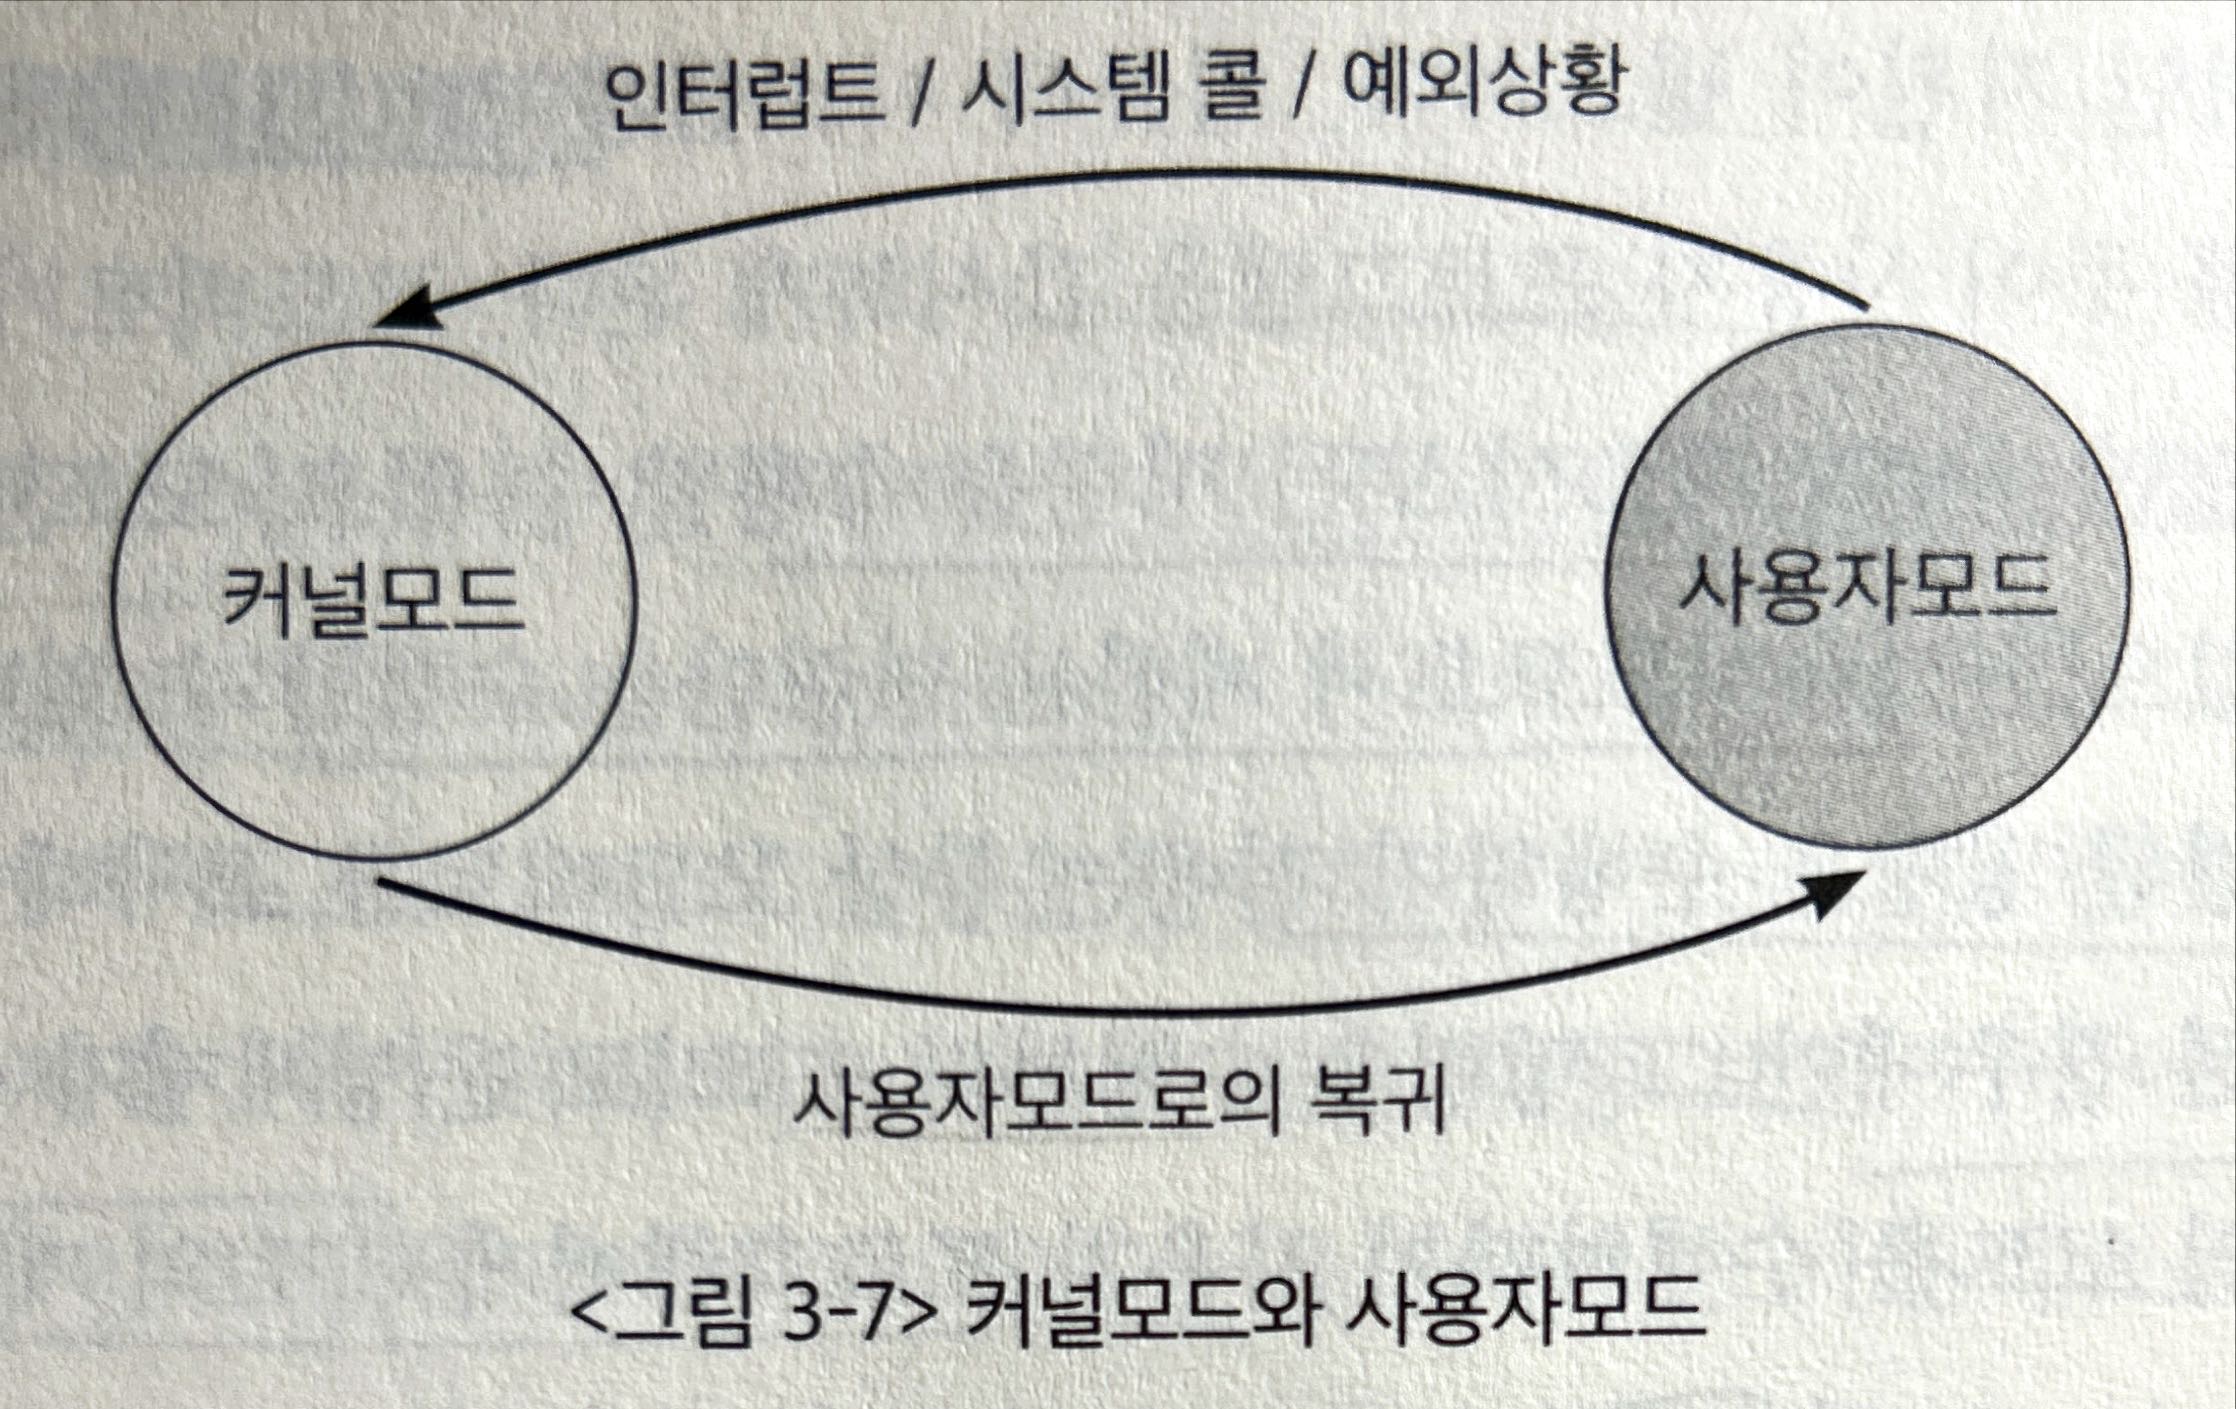 인터럽트 / 시스템 콜 / 예외상황
커널모드
사용자모드
사용자모드로의 복귀
<그림 3-7> 커널모드와 사용자모드